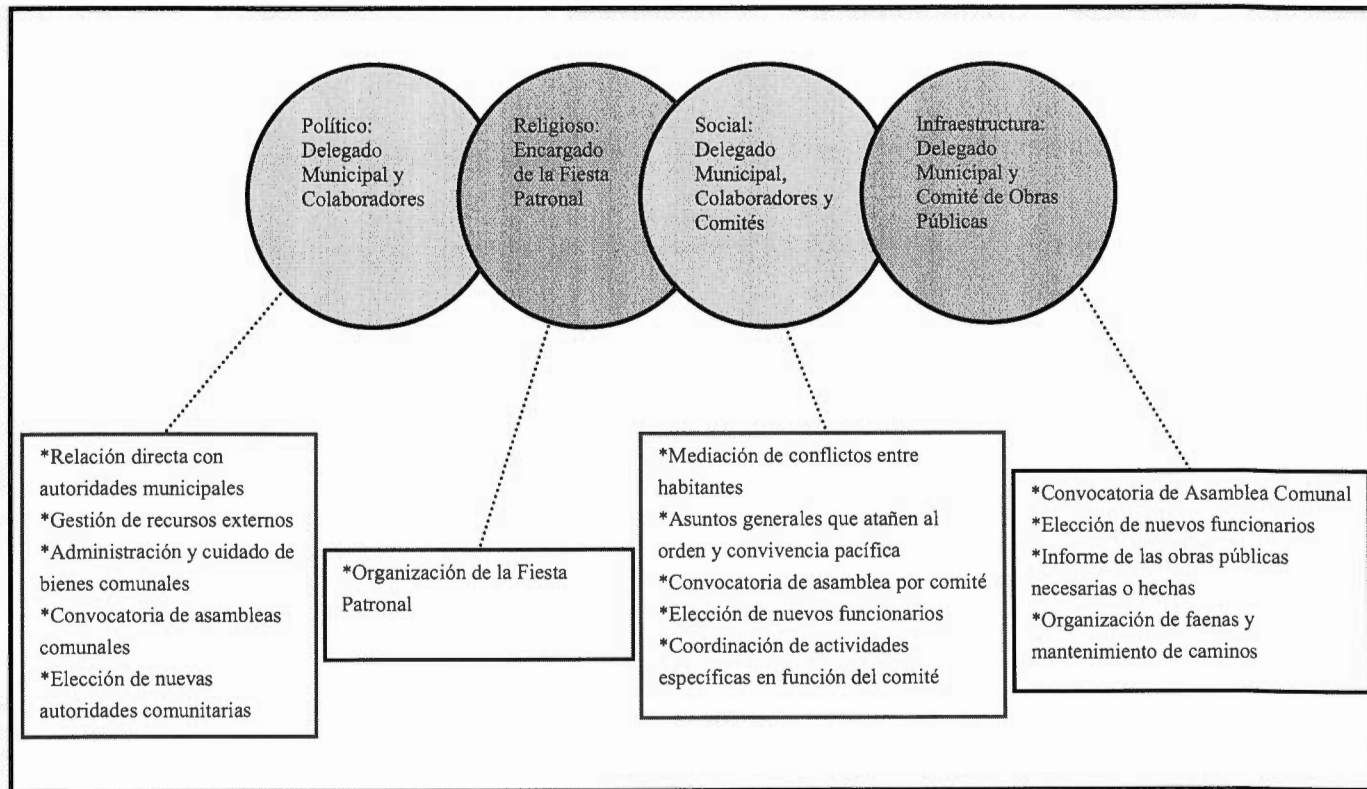 Político:
Delegado
Municipal y
Colaboradores
Religioso:
Encargado
de la Fiesta
Patronal
Social:
Delegado
Municipal,
Colaboradores y
Comités
Infraestructura:
Delegado
Municipal y
Comité de Obras
Públicas
*Relación directa con
autoridades municipales
*Gestión de recursos externos
*Administración y cuidado de
bienes comunales
*Convocatoria de asambleas
comunales
*Elección de nuevas
autoridades comunitarias
*Organización de la Fiesta
Patronal
*Mediación de conflictos entre
habitantes
*Asuntos generales que atañen al
orden y convivencia pacífica
*Convocatoria de asamblea por comité
*Elección de nuevos funcionarios
*Coordinación de actividades
específicas en función del comité
*Convocatoria de Asamblea Comunal
*Elección de nuevos funcionarios
*Informe de las obras públicas
necesarias o hechas
*Organización de faenas y
mantenimiento de caminos